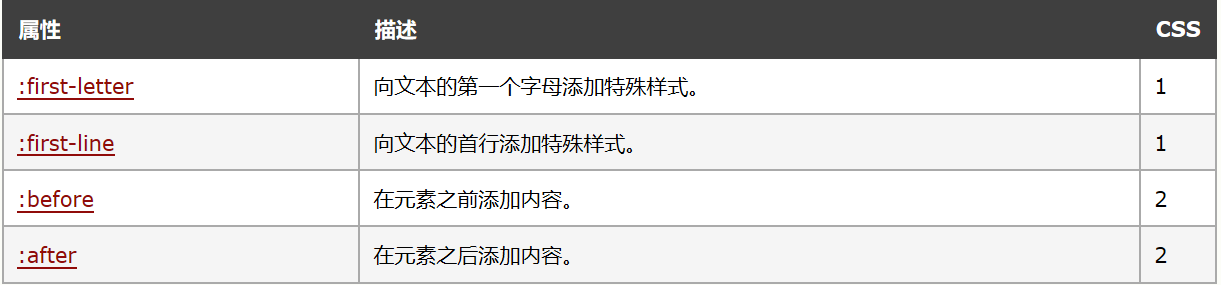 属性 描述 CSS
:first-letter 向文本的第一个字母添加特殊样式。 1
:first-line 向文本的首行添加特殊样式。 1
:before 在元素之前添加内容。 2
:after 在元素之后添加内容。 2